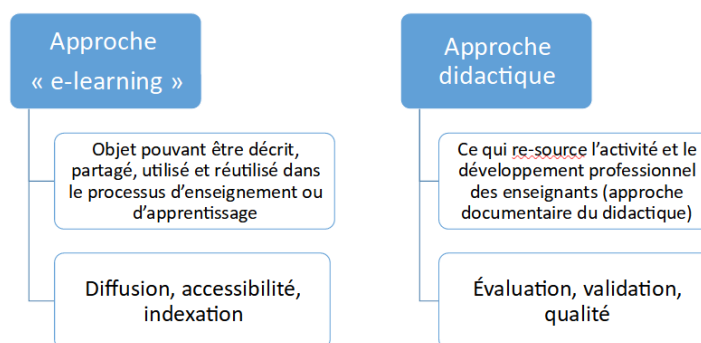 Approche
« e-learning »
Objet pouvant être décrit,
partagé, utilisé et réutilisé dans
le processus d’enseignement ou
d’apprentissage
Diffusion, accessibilité,
indexation
Approche
didactique
Ce qui re-source l’activité et le
développement professionnel
des enseignants (approche
documentaire du didactique)
Évaluation, validation,
qualité